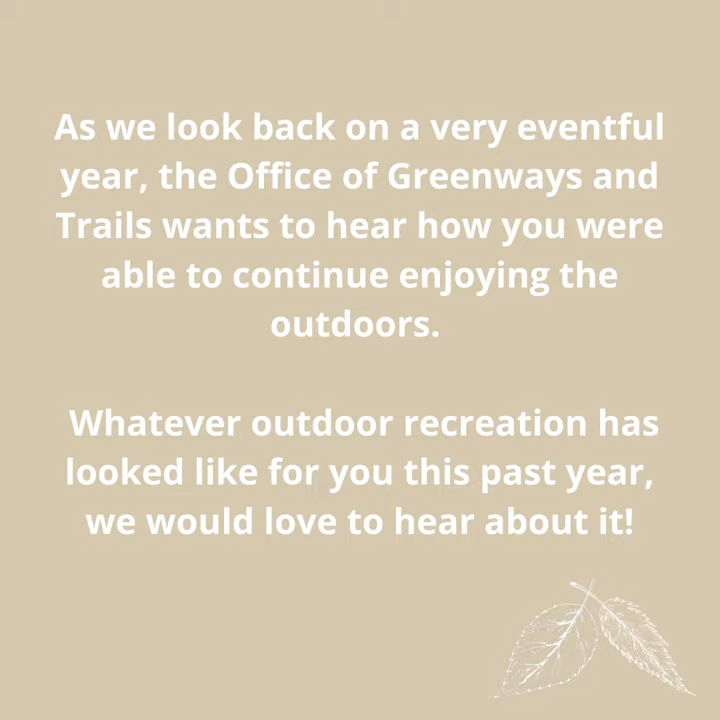 As we look back on a very eventful
year, the Office of Greenways and
Trails wants to hear how you were
able to continue enjoying the
outdoors.
Whatever outdoor recreation has
looked like for you this past year,
we would love to hear about it!